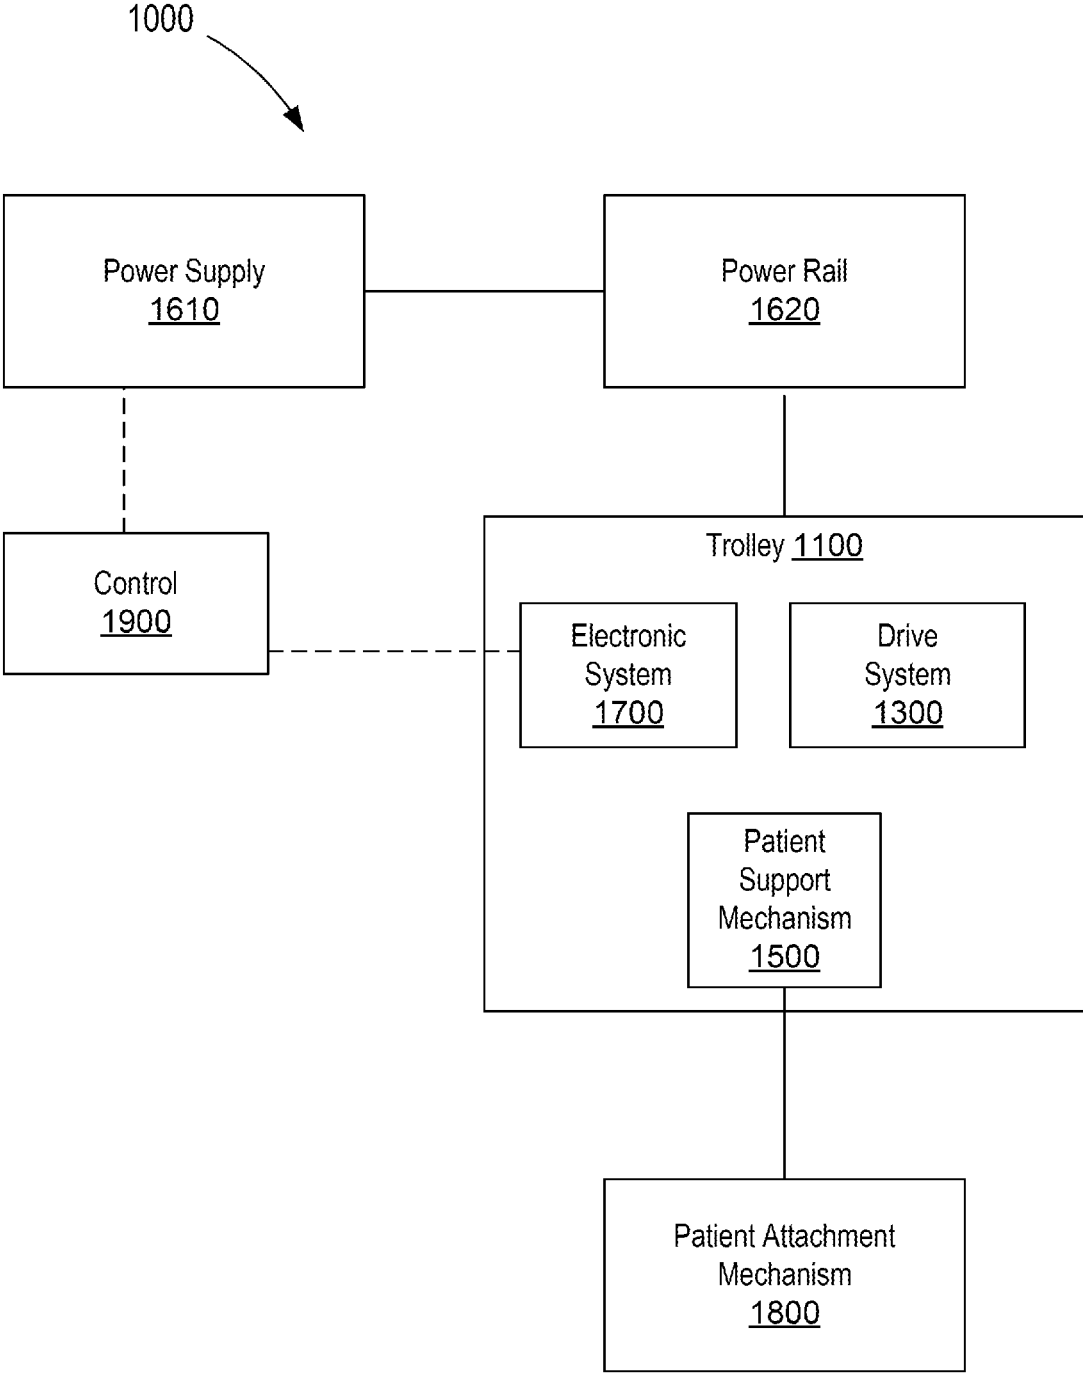 1000
Power Supply
1610
Power Rail
1620
Control
1900
Trolley 1100
Electronic
System
1700
Drive
System
1300
Patient
Support
Mechanism
1500
Patient Attachment
Mechanism
1800